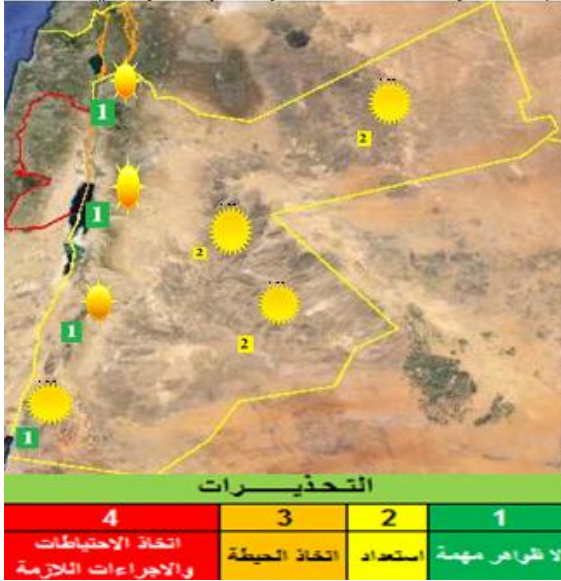 1
2
1
2
1
2
1
التحذيـــــرات
1
2
3
4
لا ظواهر مهمة
استعداد
اتخاذ الحيطة
اتخاذ الاحتياطات
والاجراءات اللازمة